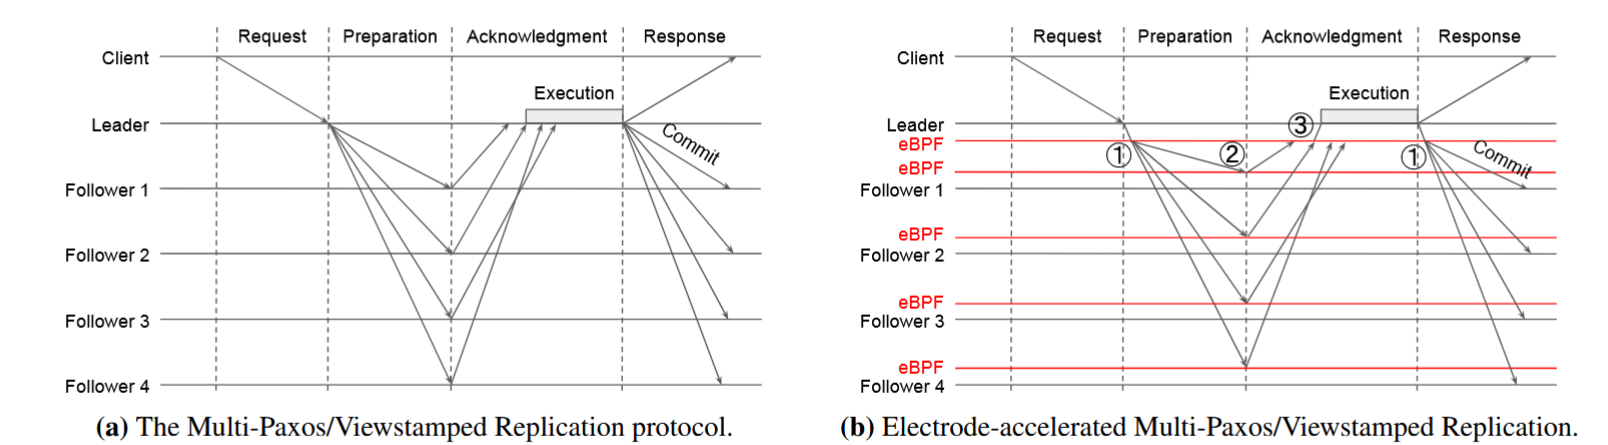 Request Preparation Acknowledgment Response
Client
Execution
Leader
Commit
Follower 1
Follower 2
Follower 3
Follower 4
(a) The Multi-Paxos/Viewstamped Replication protocol.
Request Preparation Acknowledgment Response
Client
Execution
Leader
③
eBPF
① ② ① Commit
eBPF
Follower 1
eBPF
Follower 2
eBPF
Follower 3
eBPF
Follower 4
(b) Electrode-accelerated Multi-Paxos/Viewstamped Replication.